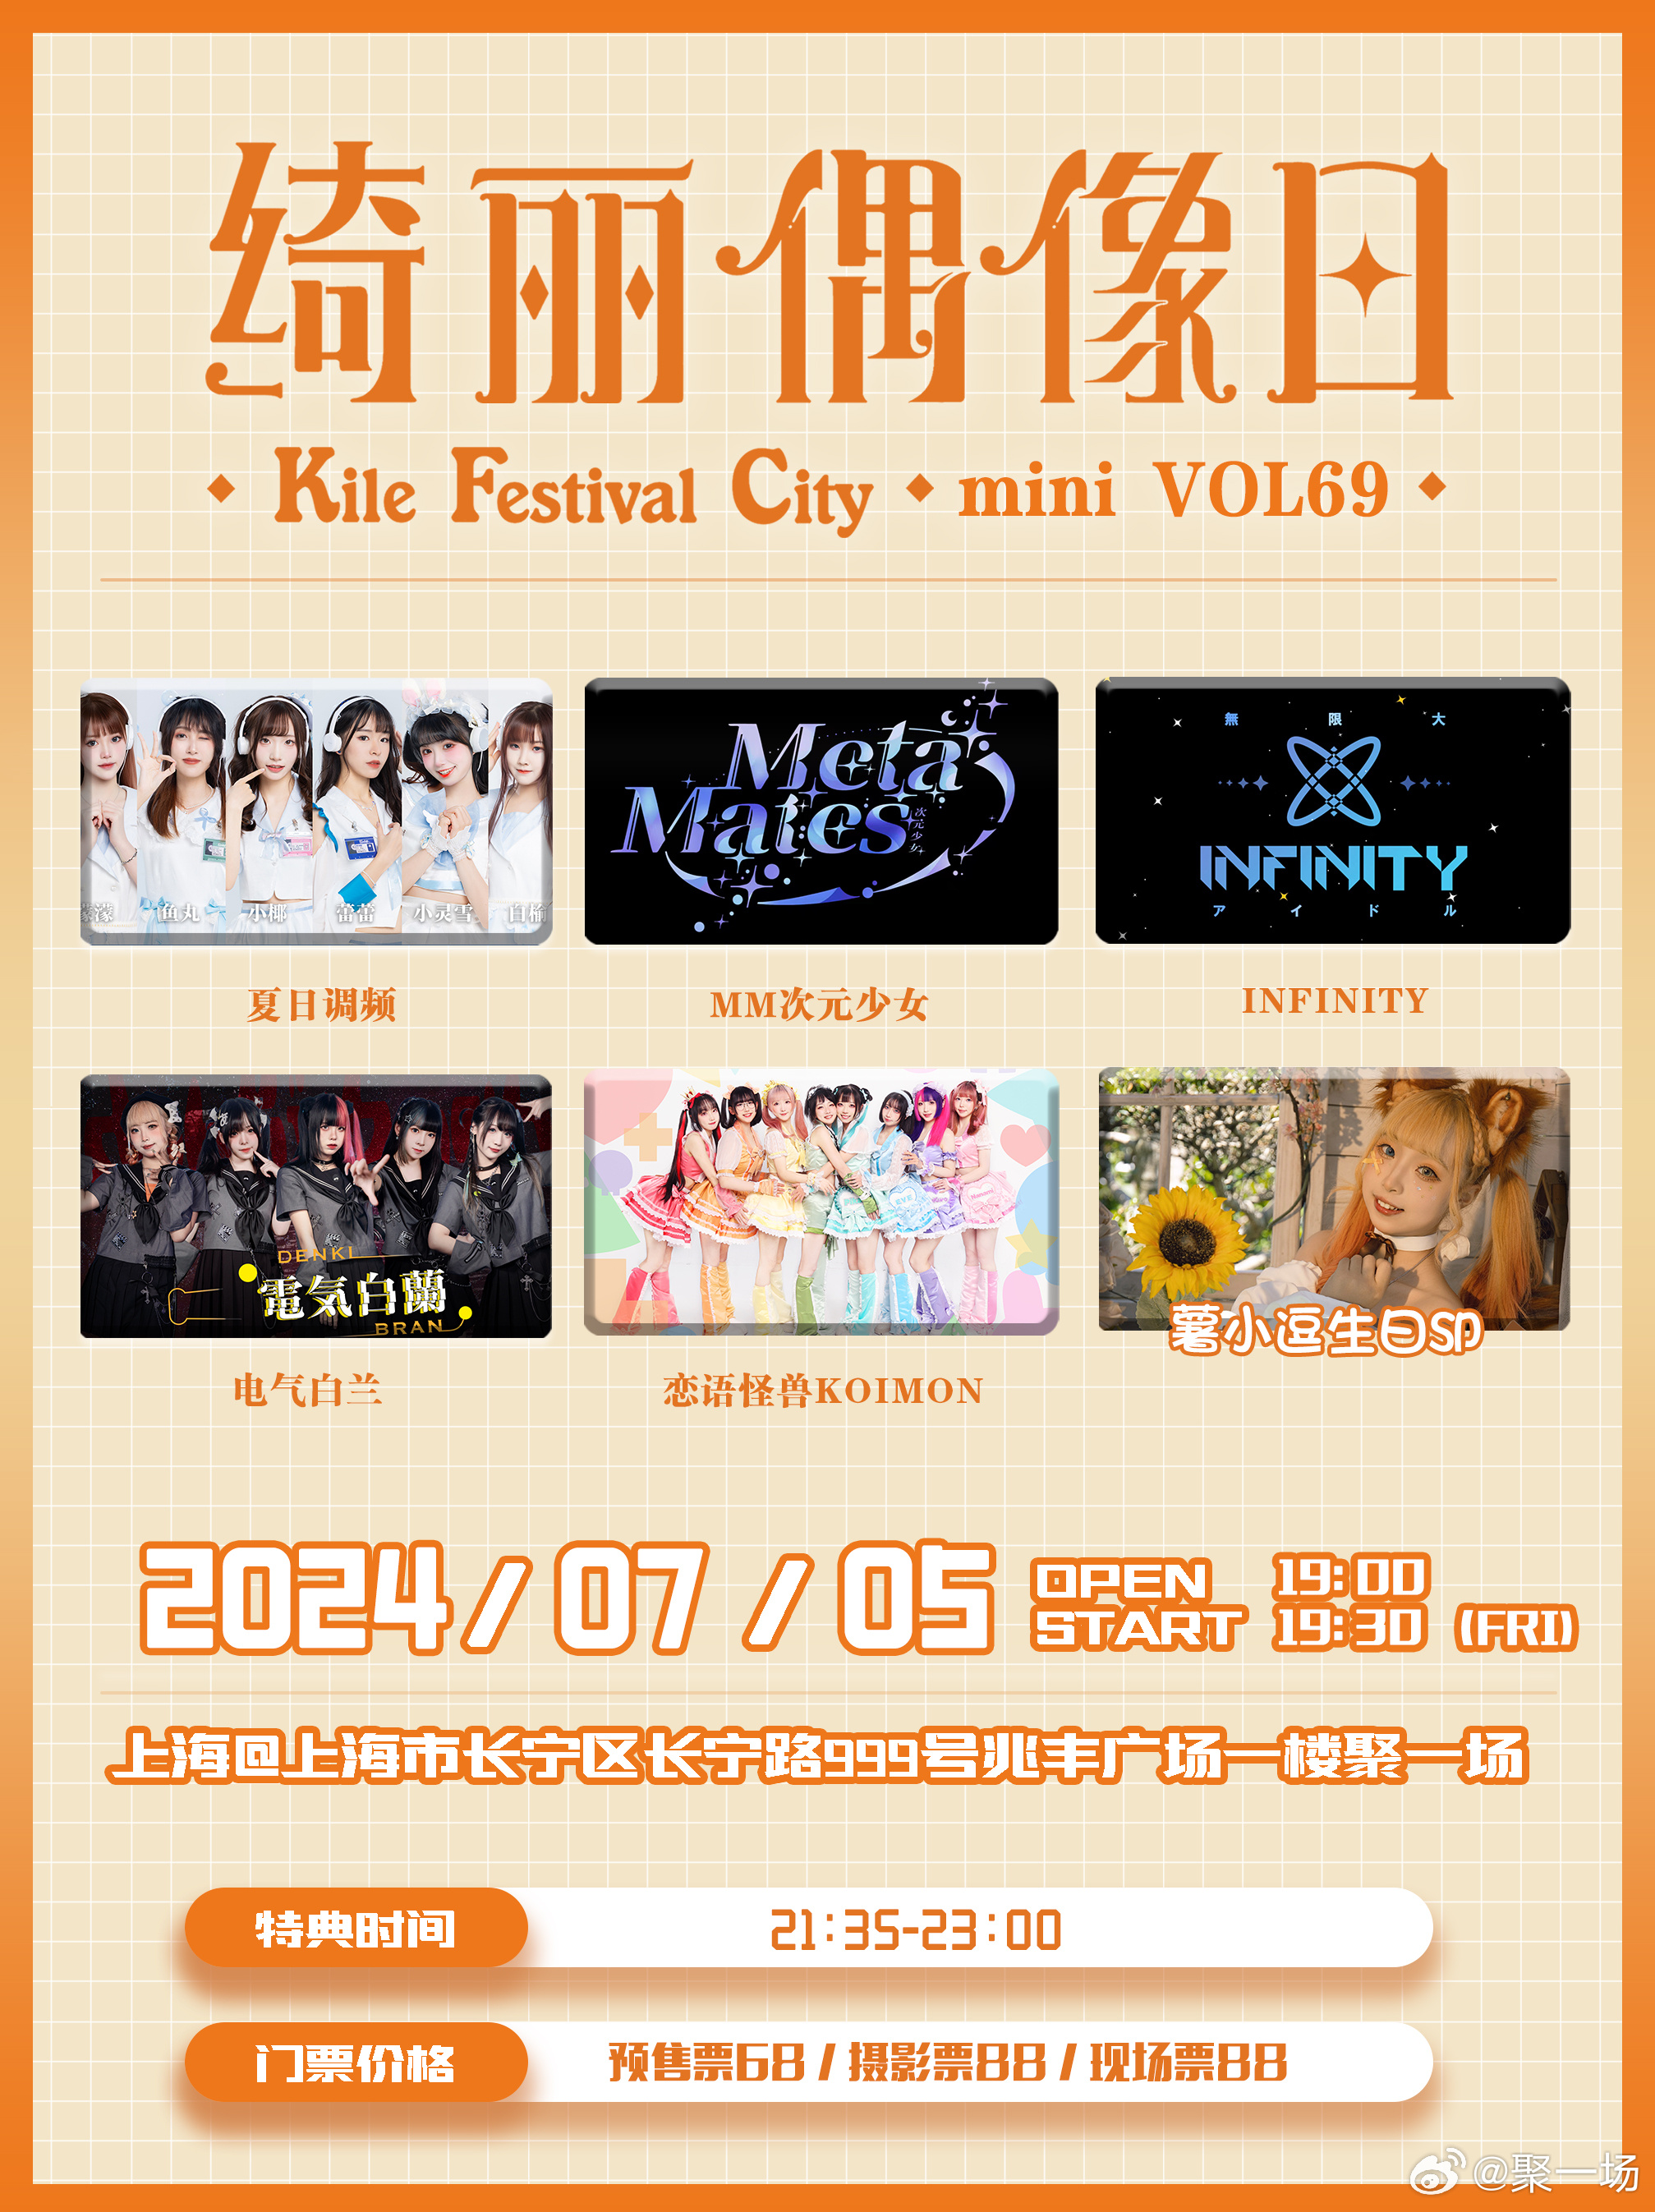 绮丽偶像日
Kile Festival City mini VOL69
鱼丸 小椰 蕾蕾 小灵雪 白榆
Meta
Mates
次元少女
無限大
INFINITY
アイドル
夏日调频
MM次元少女
INFINITY
DENKI
電気白蘭
BRAN
薯小逗生日SP
电气白兰
恋语怪兽KOIMON
2024/07/05
OPEN 19:00
START 19:30 (FRI)
上海@上海市长宁区长宁路999号兆丰广场一楼聚一场
特典时间 21:35-23:00
门票价格 预售票68/摄影票88/现场票88
@聚一场